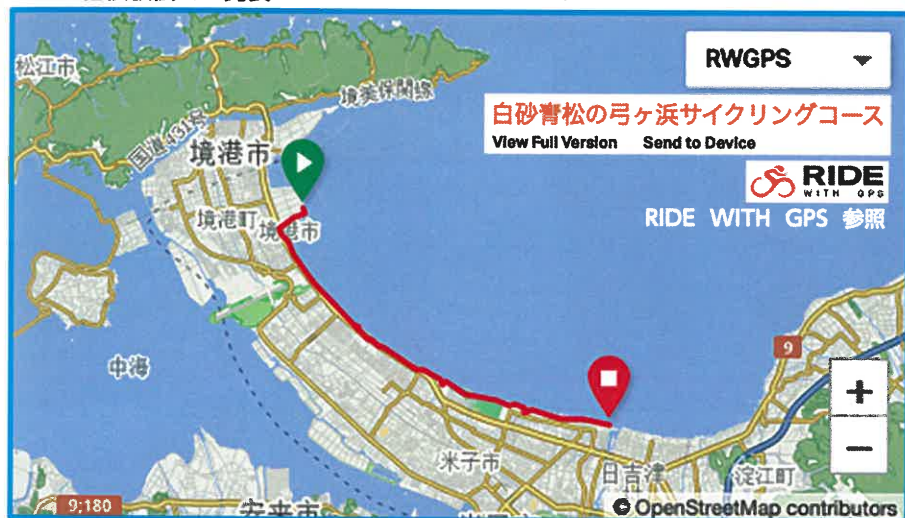 RWGPS
松江市
境美保関線
白砂青松の弓ヶ浜サイクリングコース
View Full Version Send to Device
国道431号
境港市
RIDE
WITH GPS
RIDE WITH GPS 参照
境港町
境港市
9
中海
+
米子市
日吉津
淀江町
−
9;180
安来市
© OpenStreetMap contributors